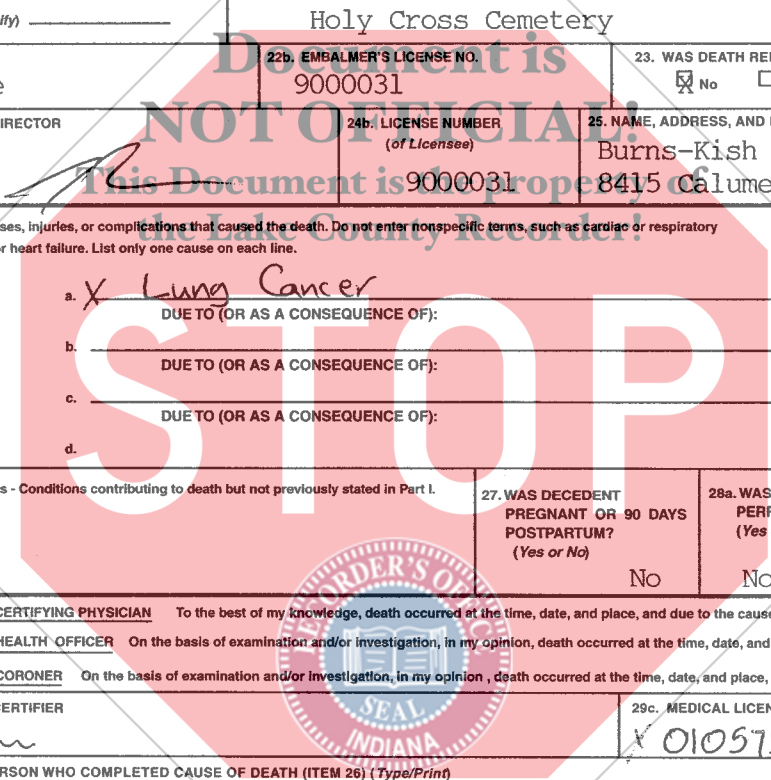 ify)
Holy Cross Cemetery
Document is
22b. EMBALMER'S LICENSE NO.
9000031
23. WAS DEATH RE
No
NOT OFFICIAL!
IRECTOR
24b. LICENSE NUMBER
(of Licensee)
9000031
25. NAME, ADDRESS, AND
Burns-Kish
8415 Calume
This Document is the property of
the Lake County Recorder!
ses, injuries, or complications that caused the death. Do not enter nonspecific terms, such as cardiac or respiratory
r heart failure. List only one cause on each line.
a. X Lung Cancer
DUE TO (OR AS A CONSEQUENCE OF):
b.
DUE TO (OR AS A CONSEQUENCE OF):
c.
DUE TO (OR AS A CONSEQUENCE OF):
d.
STOP
s - Conditions contributing to death but not previously stated in Part I.
27. WAS DECEDENT
PREGNANT OR 90 DAYS
POSTPARTUM?
(Yes or No)
No
28a. WAS
PERF
(Yes
No
RECORDER'S OFFICE
SEAL
INDIANA
CERTIFYING PHYSICIAN To the best of my knowledge, death occurred at the time, date, and place, and due to the cause
HEALTH OFFICER On the basis of examination and/or investigation, in my opinion, death occurred at the time, date, and
CORONER On the basis of examination and/or investigation, in my opinion , death occurred at the time, date, and place,
ERTIFIER
29c. MEDICAL LICEN
X 01057
RSON WHO COMPLETED CAUSE OF DEATH (ITEM 26) (Type/Print)